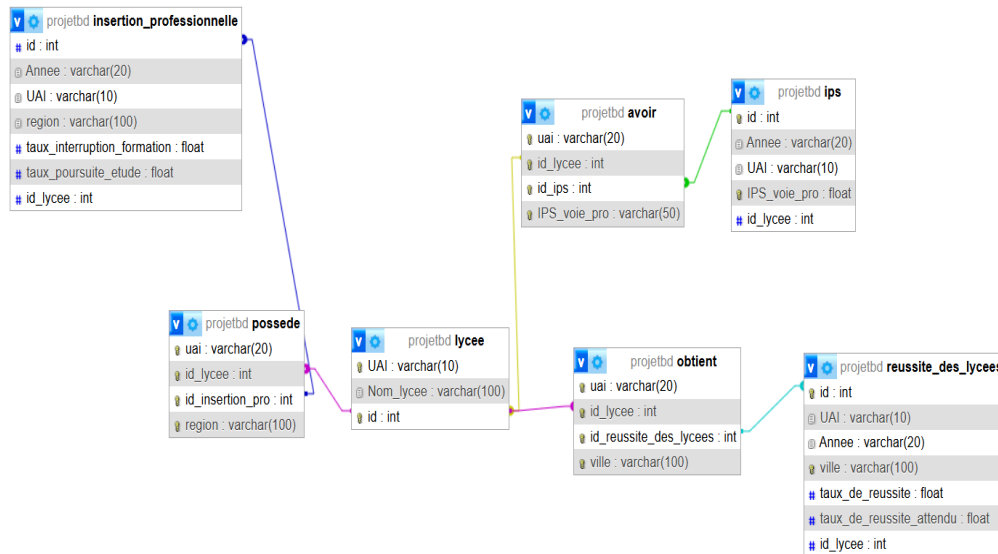 projetbd insertion_professionnelle
# id : int
Annee : varchar(20)
UAI : varchar(10)
region : varchar(100)
# taux_interruption_formation : float
# taux_poursuite_etude : float
# id_lycee : int
projetbd avoir
uai : varchar(20)
id_lycee : int
id_ips : int
IPS_voie_pro : varchar(50)
projetbd ips
id : int
Annee : varchar(20)
UAI : varchar(10)
IPS_voie_pro : float
# id_lycee : int
projetbd possede
uai : varchar(20)
id_lycee : int
id_insertion_pro : int
region : varchar(100)
projetbd lycee
UAI : varchar(10)
Nom_lycee : varchar(100)
id : int
projetbd obtient
uai : varchar(20)
id_lycee : int
id_reussite_des_lycees : int
ville : varchar(100)
projetbd reussite_des_lycees
id : int
UAI : varchar(10)
Annee : varchar(20)
ville : varchar(100)
# taux_de_reussite : float
# taux_de_reussite_attendu : float
# id_lycee : int